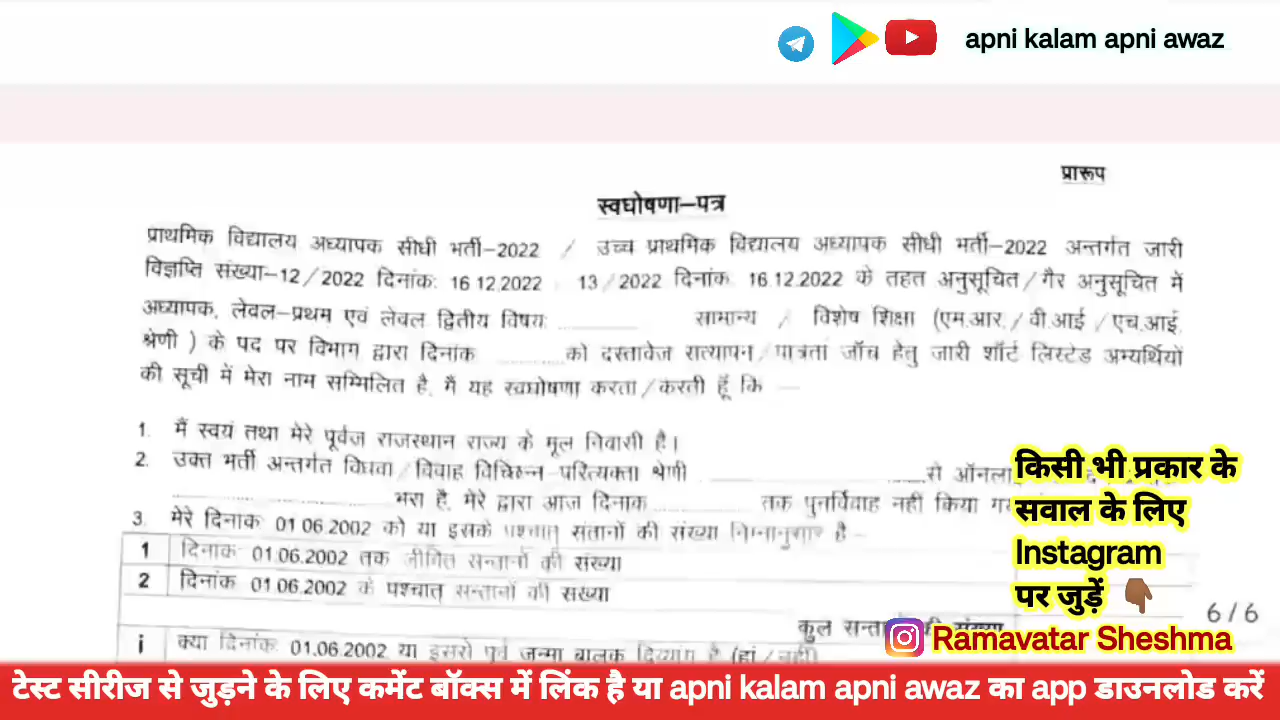 apni kalam apni awaz
प्रारूप
स्वघोषणा–पत्र
प्राथमिक विद्यालय अध्यापक सीधी भर्ती–2022 / उच्च प्राथमिक विद्यालय अध्यापक सीधी भर्ती–2022 अन्तर्गत जारी
विज्ञप्ति संख्या–12/2022 दिनांक: 16.12.2022 13/2022 दिनांक 16.12.2022 के तहत अनुसूचित/गैर अनुसूचित में
अध्यापक, लेवल–प्रथम एवं लेवल द्वितीय विषय ............ सामान्य / विशेष शिक्षा (एम.आर./वी.आई/एच.आई.
श्रेणी) के पद पर विभाग द्वारा दिनांक ............को दस्तावेज सत्यापन/पात्रता जॉच हेतु जारी शॉर्ट लिस्टेड अभ्यर्थियों
की सूची में मेरा नाम सम्मिलित है, मैं यह स्वघोषणा करता/करती हूँ कि —
1. मैं स्वयं तथा मेरे पूर्वज राजस्थान राज्य के मूल निवासी है।
2. उक्त भर्ती अन्तर्गत विधवा/विवाह विच्छिन्न–परित्यक्ता श्रेणी ........................से
........................ भरा है, मेरे द्वारा आज दिनांक ............ तक पुनर्विवाह नहीं किया
3. मेरे दिनांक 01.06.2002 को या इसके पश्चात् संतानों की संख्या निम्नानुसार है –
1 दिनांक 01.06.2002 तक जीवित सन्तानों की संख्या
2 दिनांक 01.06.2002 के पश्चात् सन्तानों की संख्या
कुल संख्या
i क्या दिनांक 01.06.2002 या इससे पूर्व जन्मा बालक दिव्यांग है (हां/नहीं)
किसी भी प्रकार के
सवाल के लिए
Instagram
पर जुड़ें
6 / 6
Ramavatar Sheshma
टेस्ट सीरीज से जुड़ने के लिए कमेंट बॉक्स में लिंक है या apni kalam apni awaz का app डाउनलोड करें